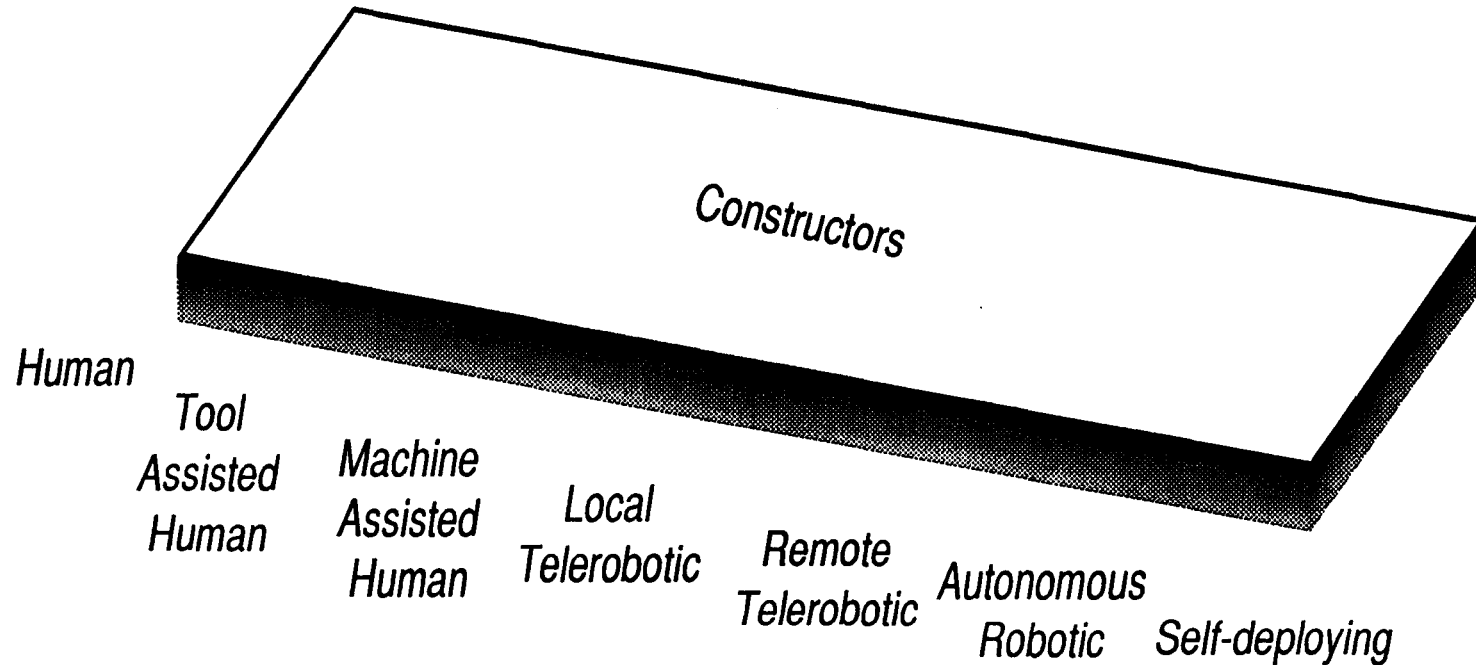 Constructors
Human
Tool
Assisted
Human
Machine
Assisted
Human
Local
Telerobotic
Remote
Telerobotic
Autonomous
Robotic
Self-deploying